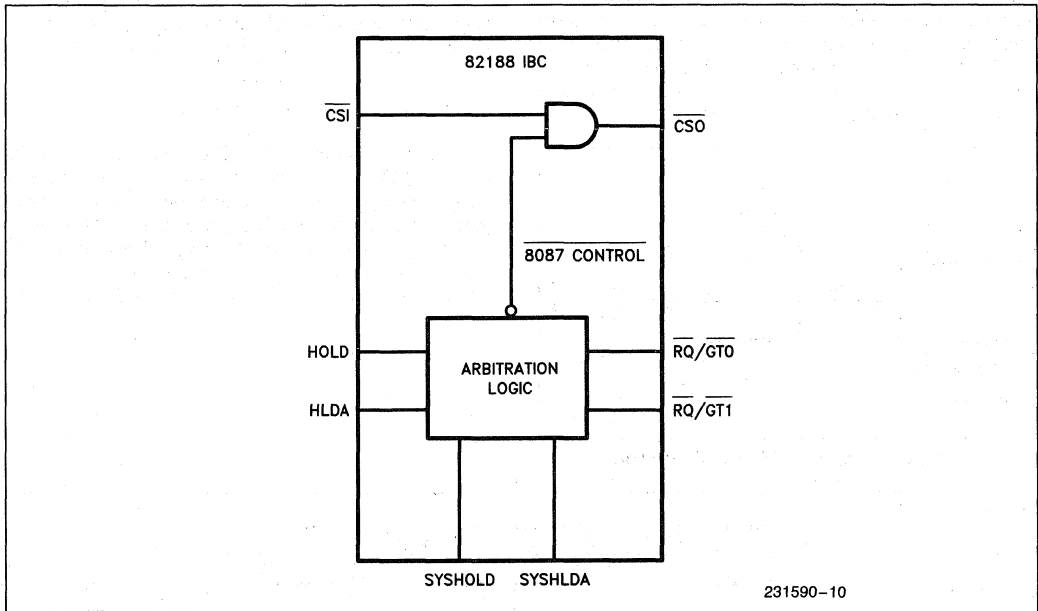 82188 IBC
CSI
CSO
8087 CONTROL
HOLD
ARBITRATION
LOGIC
RQ/GT0
HLDA
RQ/GT1
SYSHOLD SYSHLDA
231590-10